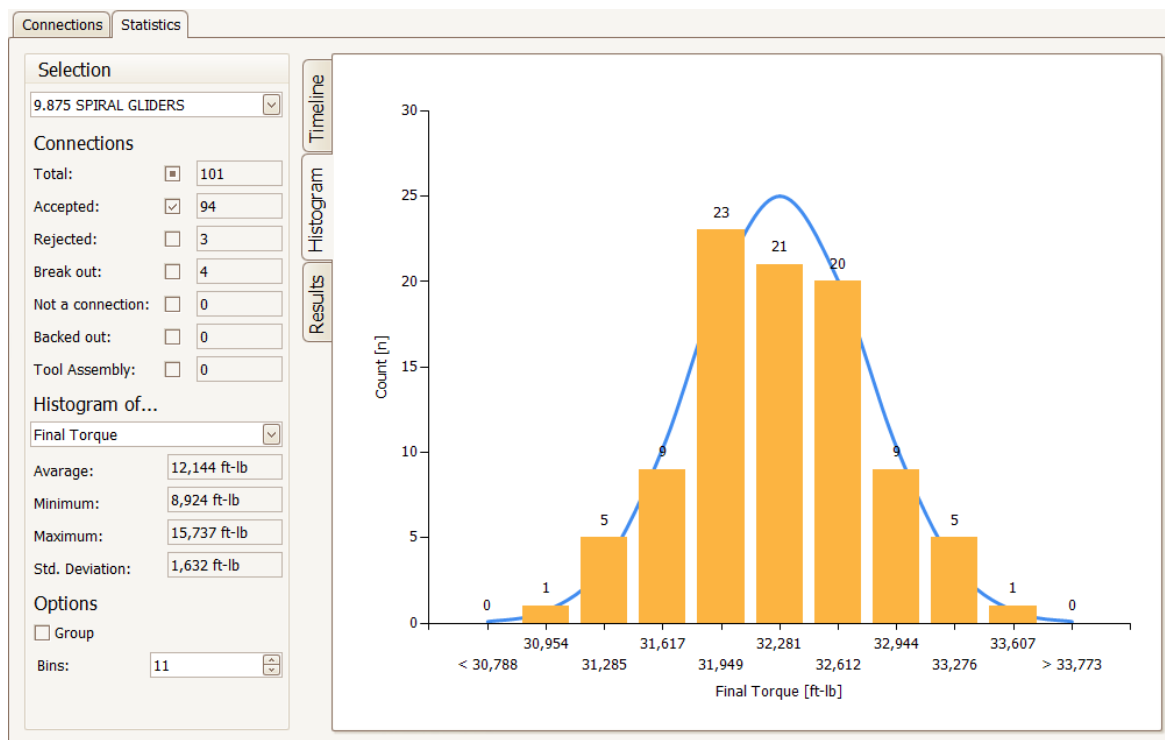 Connections
Statistics
Selection
9.875 SPIRAL GLIDERS
Connections
Total: 101
Accepted: 94
Rejected: 3
Break out: 4
Not a connection: 0
Backed out: 0
Tool Assembly: 0
Histogram of...
Final Torque
Avarage: 12,144 ft-lb
Minimum: 8,924 ft-lb
Maximum: 15,737 ft-lb
Std. Deviation: 1,632 ft-lb
Options
Group
Bins: 11
Timeline
Histogram
Results
Count [n]
30
25
20
15
10
5
0
0
1
5
9
23
21
20
9
5
1
0
30,954 31,617 32,281 32,944 33,607
< 30,788 31,285 31,949 32,612 33,276 > 33,773
Final Torque [ft-lb]